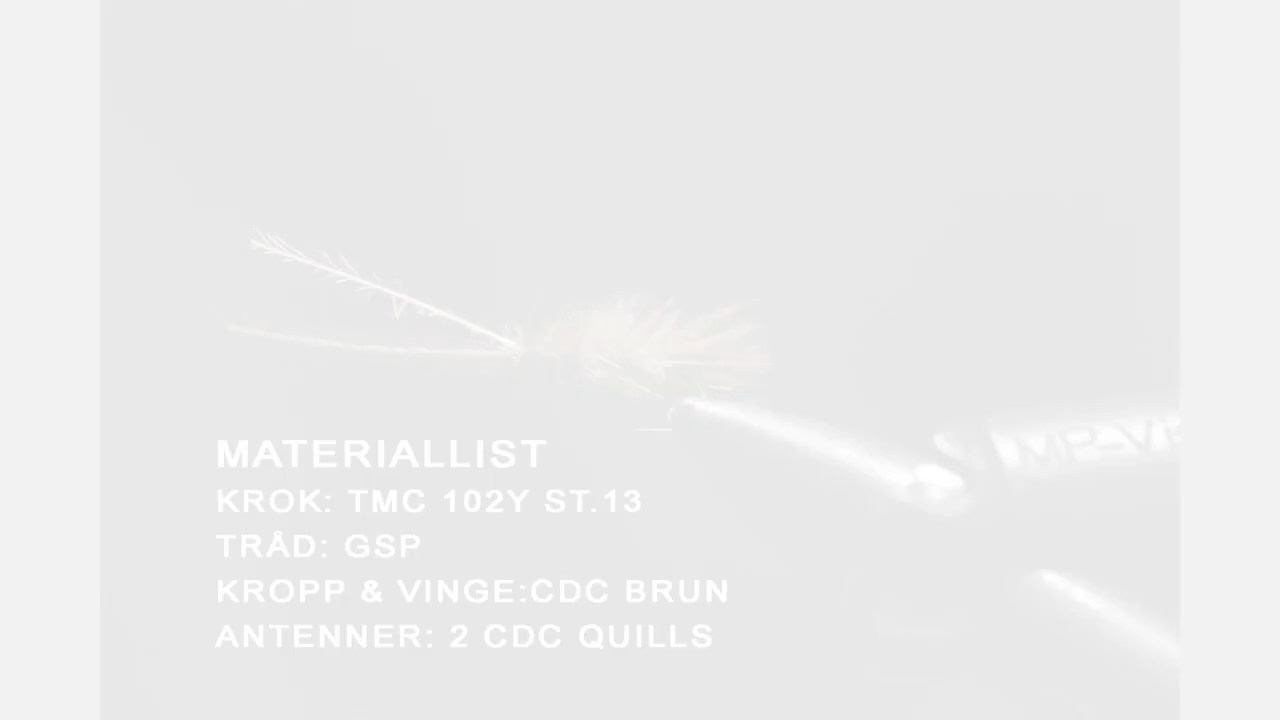 MATERIALLIST
KROK: TMC 102Y ST.13
TRÅD: GSP
KROPP & VINGE:CDC BRUN
ANTENNER: 2 CDC QUILLS